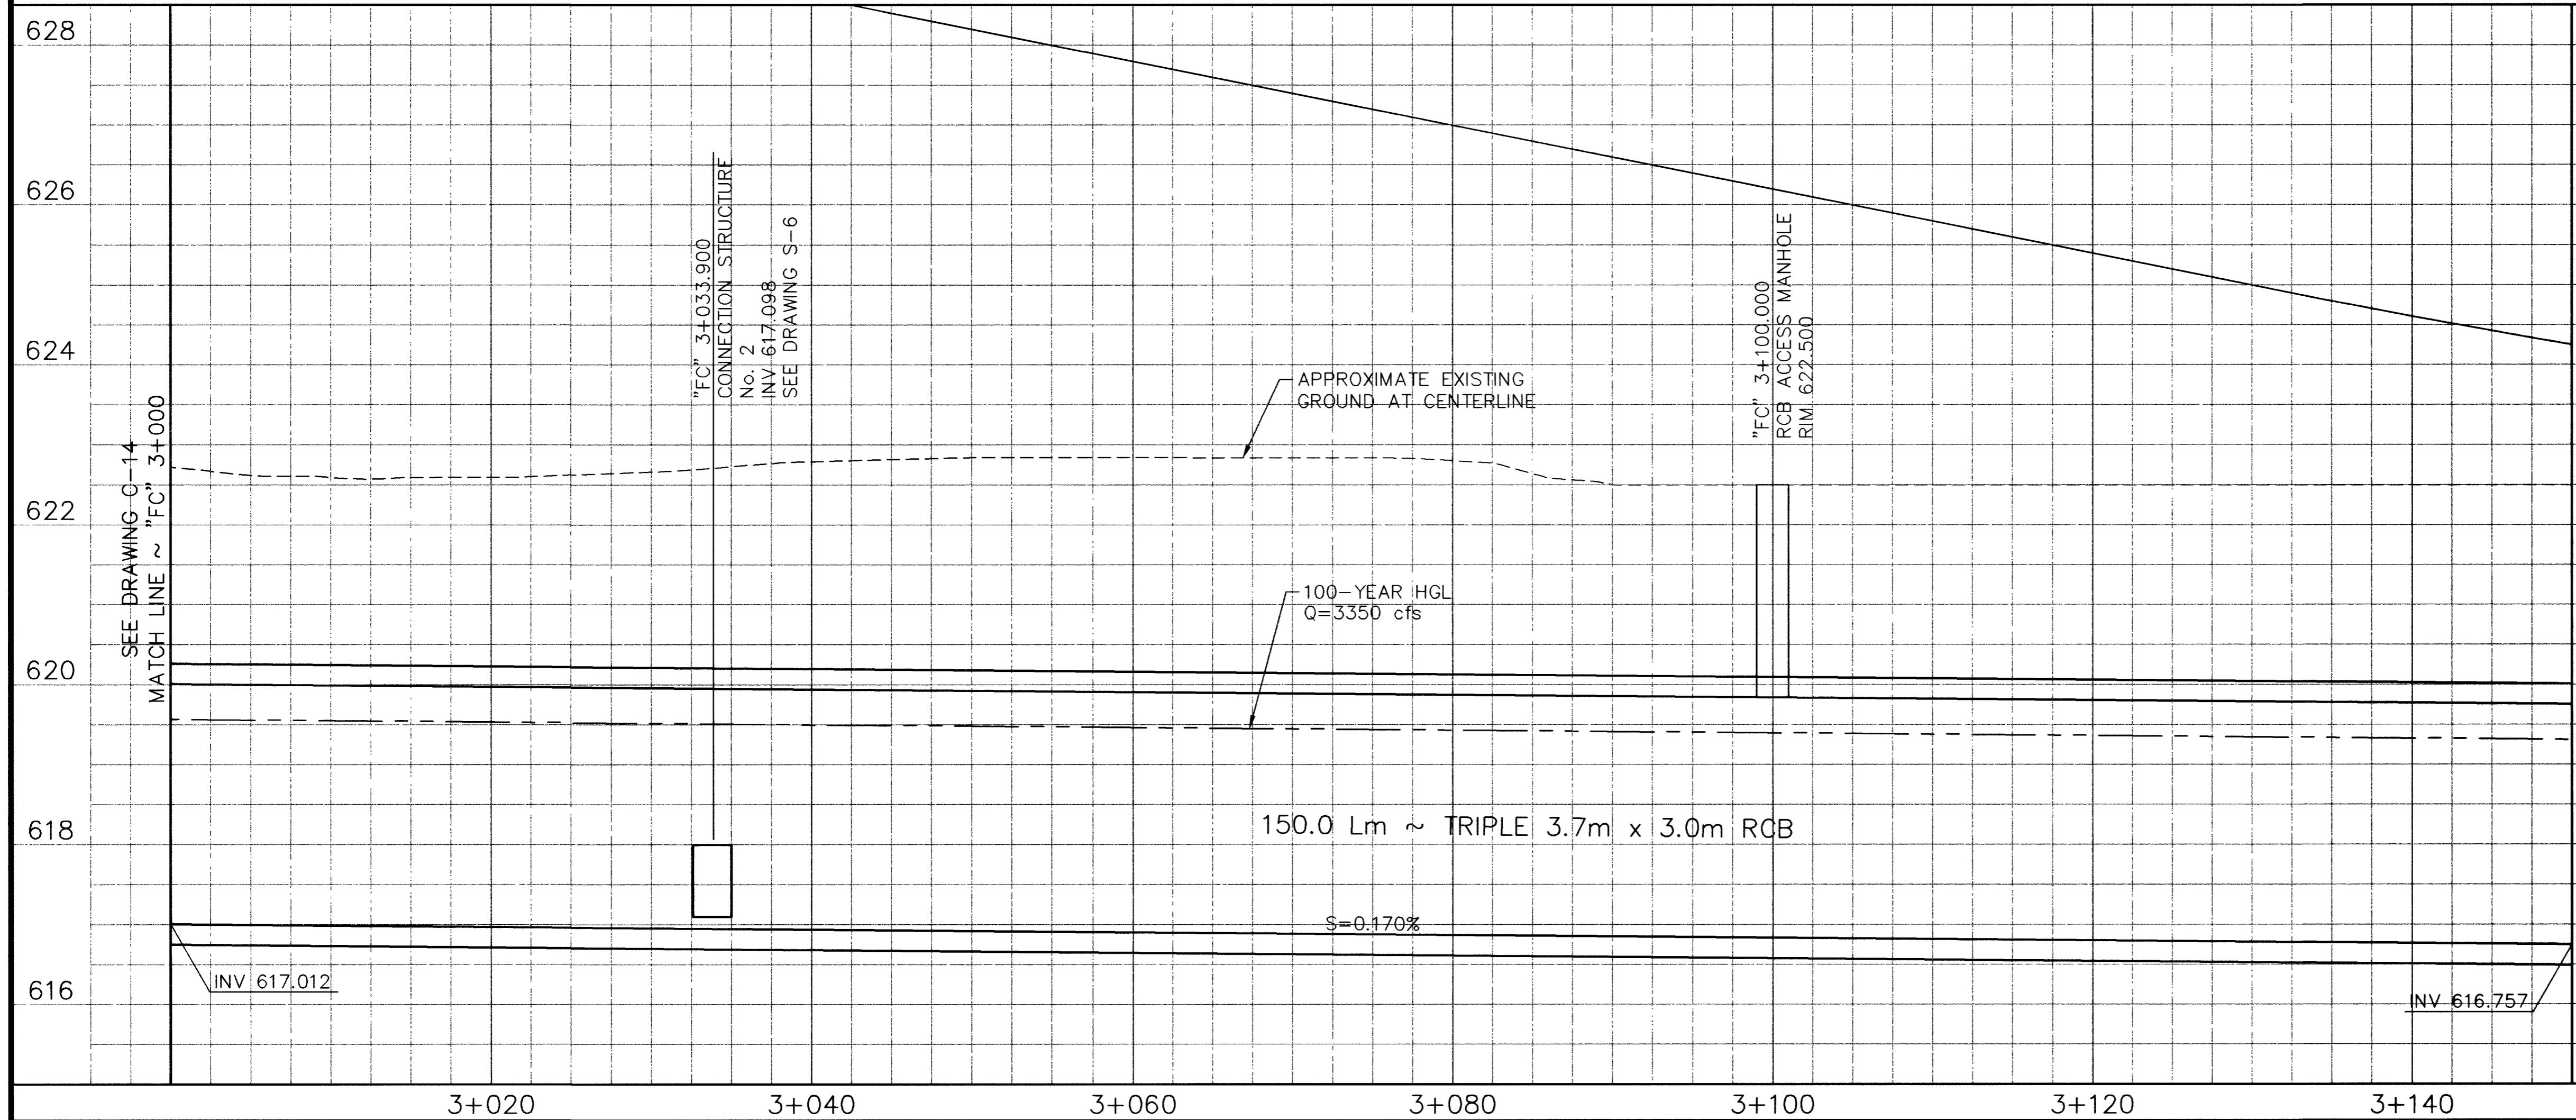 628
626
624
622
620
618
616
SEE DRAWING C-14
MATCH LINE ~ "FC" 3+000
"FC" 3+033.900
CONNECTION STRUCTURE
No. 2
INV 617.098
SEE DRAWING S-6
APPROXIMATE EXISTING
GROUND AT CENTERLINE
"FC" 3+100.000
RCB ACCESS MANHOLE
RIM 622.500
100-YEAR HGL
Q=3350 cfs
150.0 Lm ~ TRIPLE 3.7m x 3.0m RCB
S=0.170%
INV 617.012
INV 616.757
3+020
3+040
3+060
3+080
3+100
3+120
3+140